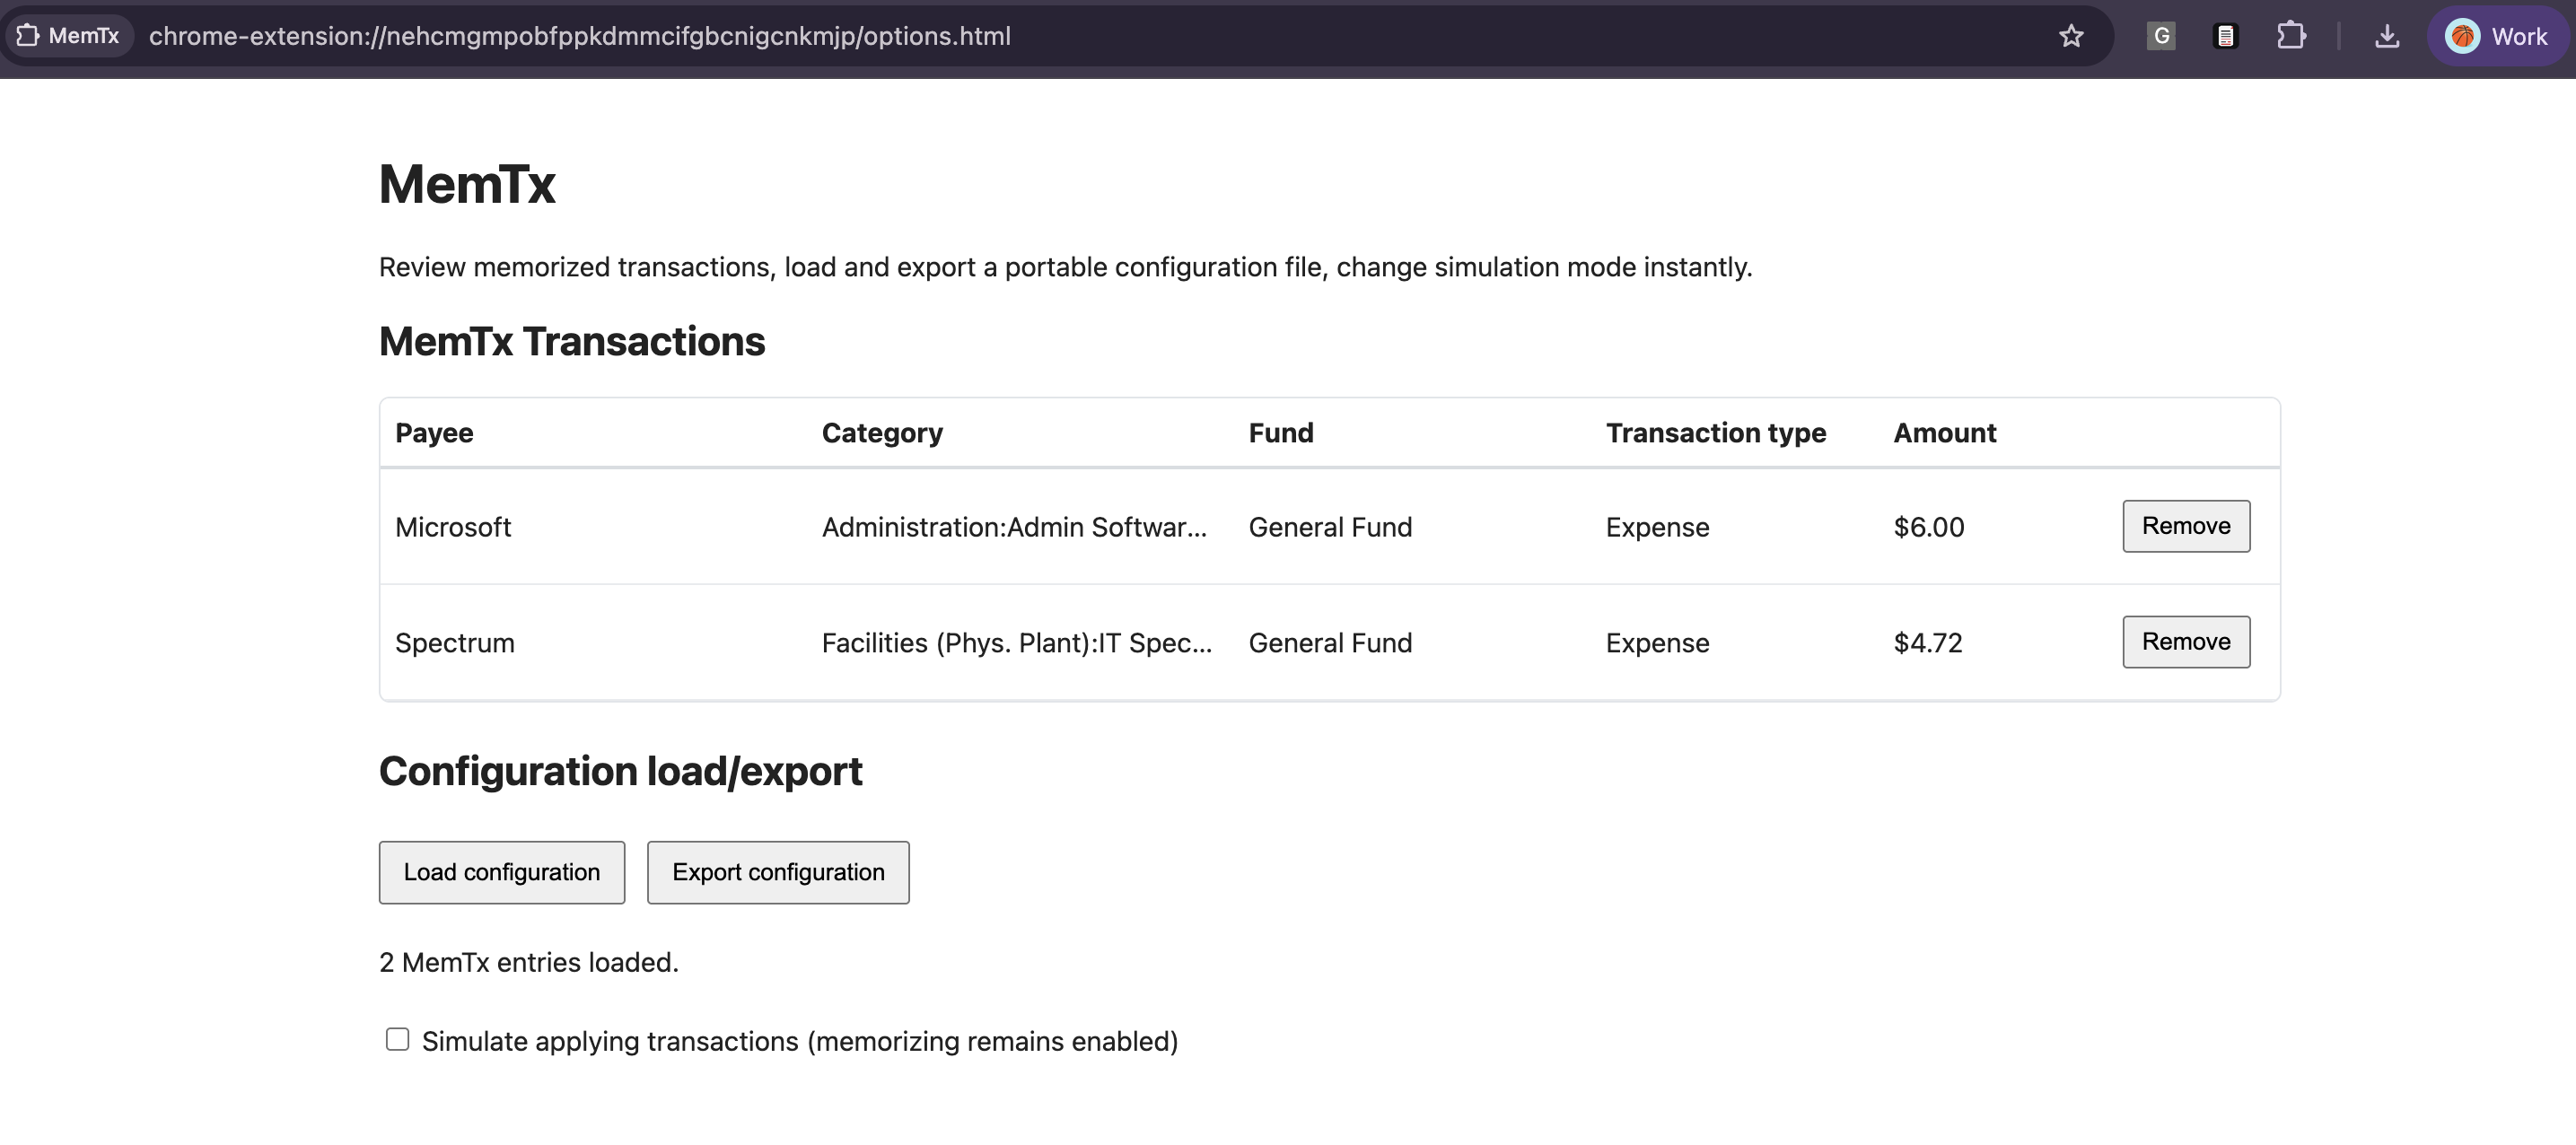 MemTx chrome-extension://nehcmgmpobfppkdmmcifgbcnigcnkmjp/options.html G Work
MemTx
Review memorized transactions, load and export a portable configuration file, change simulation mode instantly.
MemTx Transactions
Payee Category Fund Transaction type Amount
Microsoft Administration:Admin Softwar... General Fund Expense $6.00 Remove
Spectrum Facilities (Phys. Plant):IT Spec... General Fund Expense $4.72 Remove
Configuration load/export
Load configuration Export configuration
2 MemTx entries loaded.
Simulate applying transactions (memorizing remains enabled)